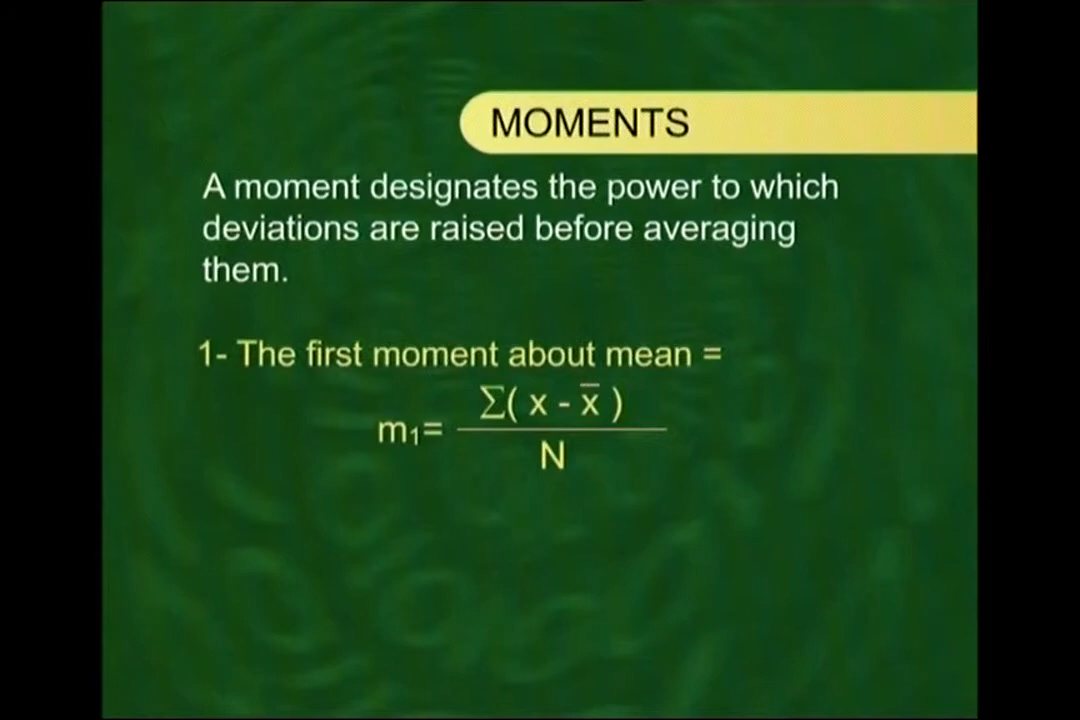 MOMENTS
A moment designates the power to which
deviations are raised before averaging
them.
1- The first moment about mean =
m₁= Σ( x - x̅ ) / N